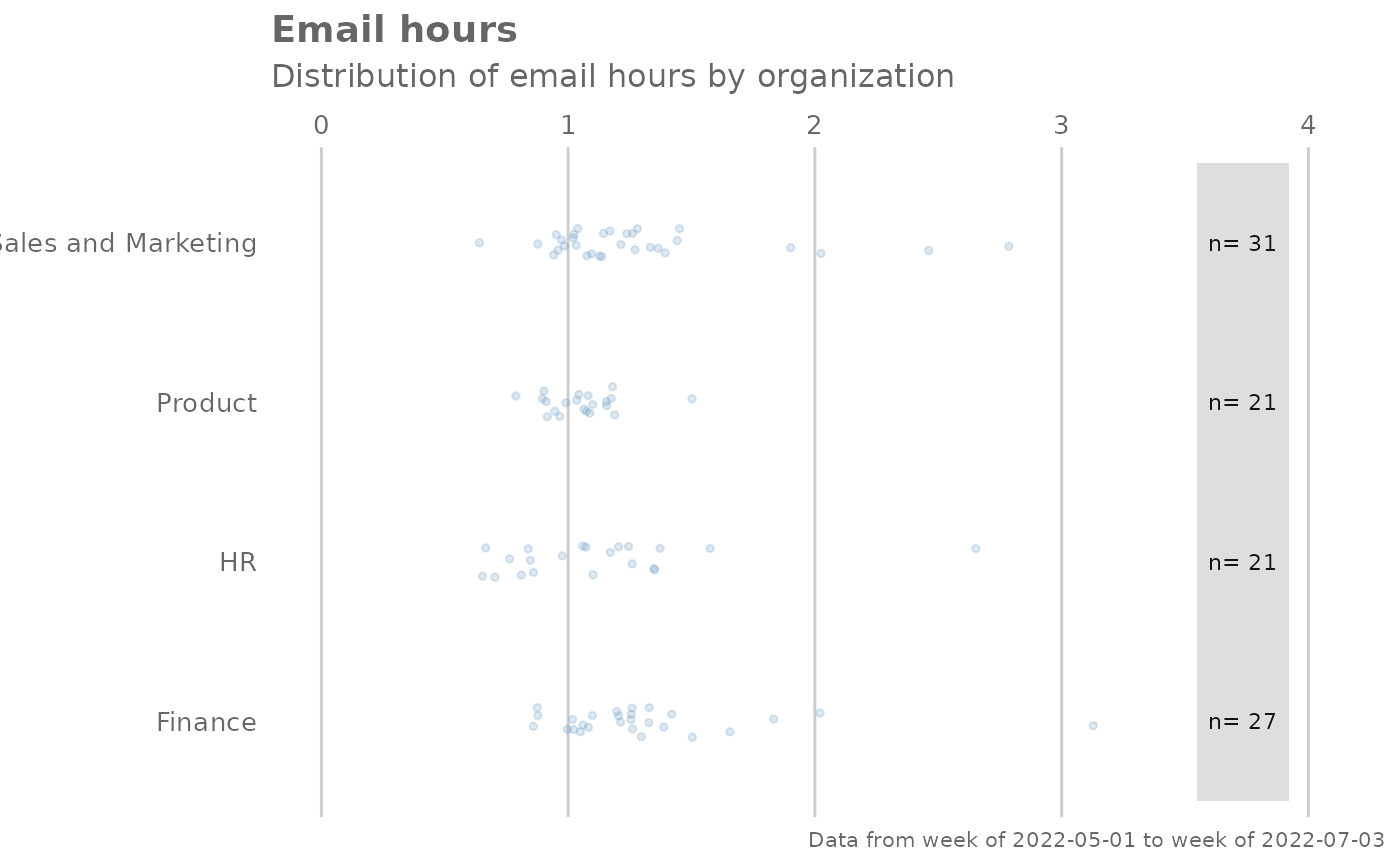 Email hours
Distribution of email hours by organization
0 1 2 3 4
Sales and Marketing n= 31
Product n= 21
HR n= 21
Finance n= 27
Data from week of 2022-05-01 to week of 2022-07-03